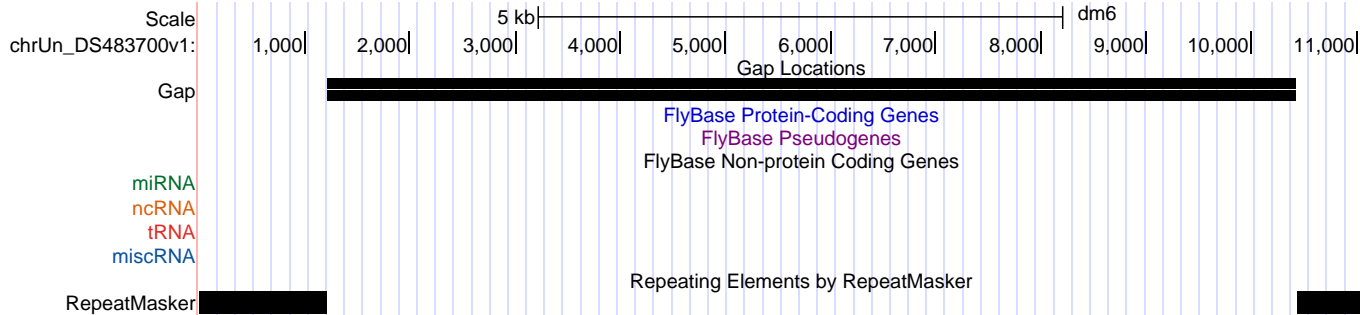 Scale 5 kb dm6
chrUn_DS483700v1: 1,000 2,000 3,000 4,000 5,000 6,000 7,000 8,000 9,000 10,000 11,000
Gap Locations
Gap
FlyBase Protein-Coding Genes
FlyBase Pseudogenes
FlyBase Non-protein Coding Genes
miRNA
ncRNA
tRNA
miscRNA
Repeating Elements by RepeatMasker
RepeatMasker